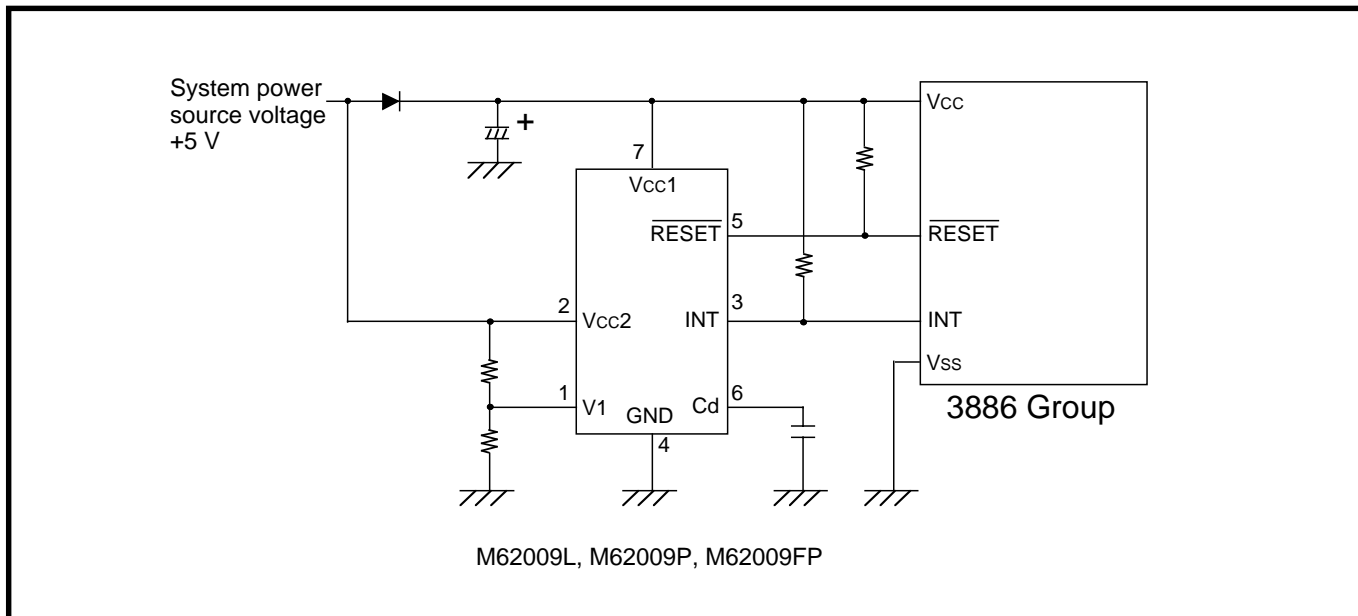 System power
source voltage
+5 V
+
7
Vcc1
RESET
5
2
Vcc2
INT
3
1
V1
GND
Cd
6
4
Vcc
RESET
INT
Vss
3886 Group
M62009L, M62009P, M62009FP